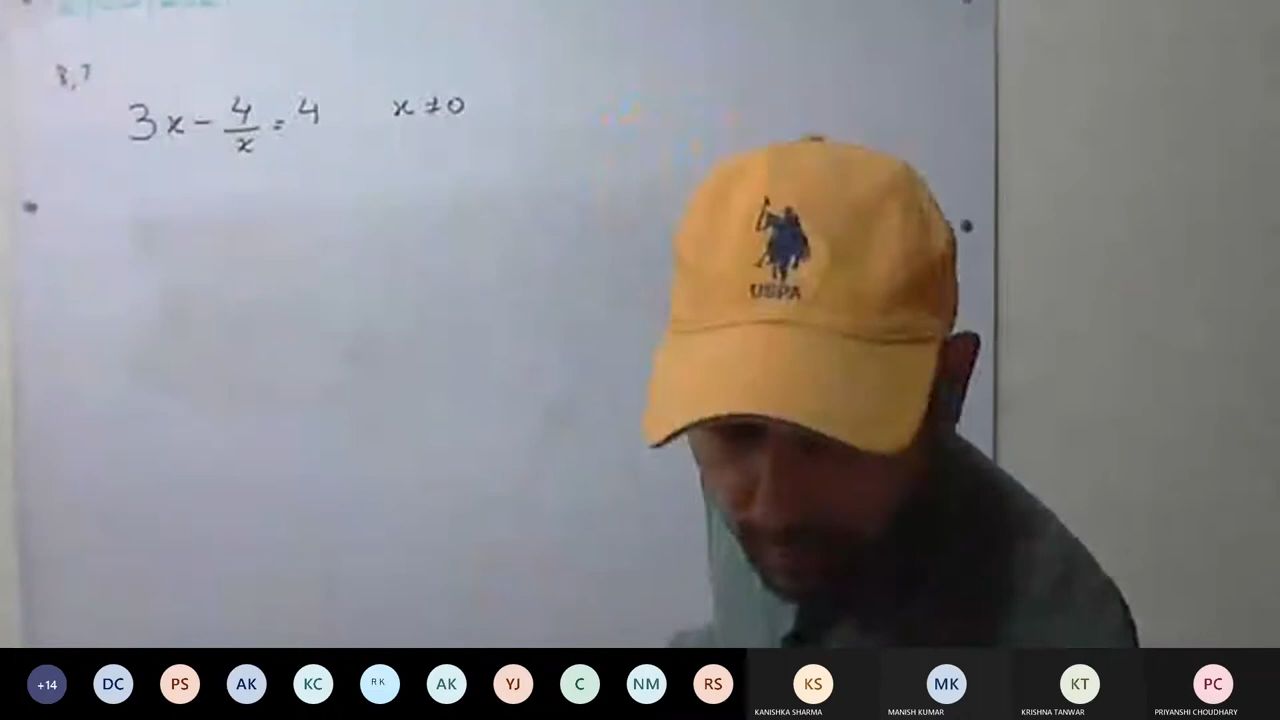 3x - 4/x = 4 x ≠ 0
USPA
+14 DC PS AK KC RK AK YJ C NM RS KS MK KT PC
KANISHKA SHARMA MANISH KUMAR KRISHNA TANWAR PRIYANSHI CHOUDHARY